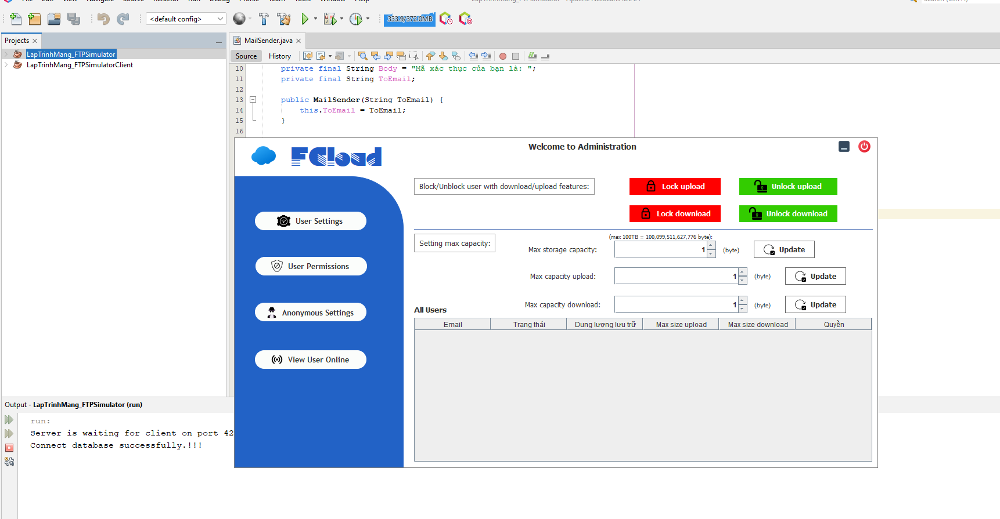 <default config>
333.9/372.0MB
Projects
MailSender.java
LapTrinhMang_FTPSimulator
LapTrinhMang_FTPSimulatorClient
Source
History
10 private final String Body = "Mã xác thực của bạn là: ";
11 private final String ToEmail;
12
13 public MailSender(String ToEmail) {
14 this.ToEmail = ToEmail;
15 }
16
FCloud
Welcome to Administration
Block/Unblock user with download/upload features:
Lock upload
Unlock upload
Lock download
Unlock download
User Settings
User Permissions
Anonymous Settings
View User Online
Setting max capacity:
(max 100TB = 100,099,511,627,776 byte):
Max storage capacity:
1
(byte)
Update
Max capacity upload:
1
(byte)
Update
Max capacity download:
1
(byte)
Update
All Users
Email
Trạng thái
Dung lượng lưu trữ
Max size upload
Max size download
Quyền
Output - LapTrinhMang_FTPSimulator (run)
run:
Server is waiting for client on port 42
Connect database successfully.!!!